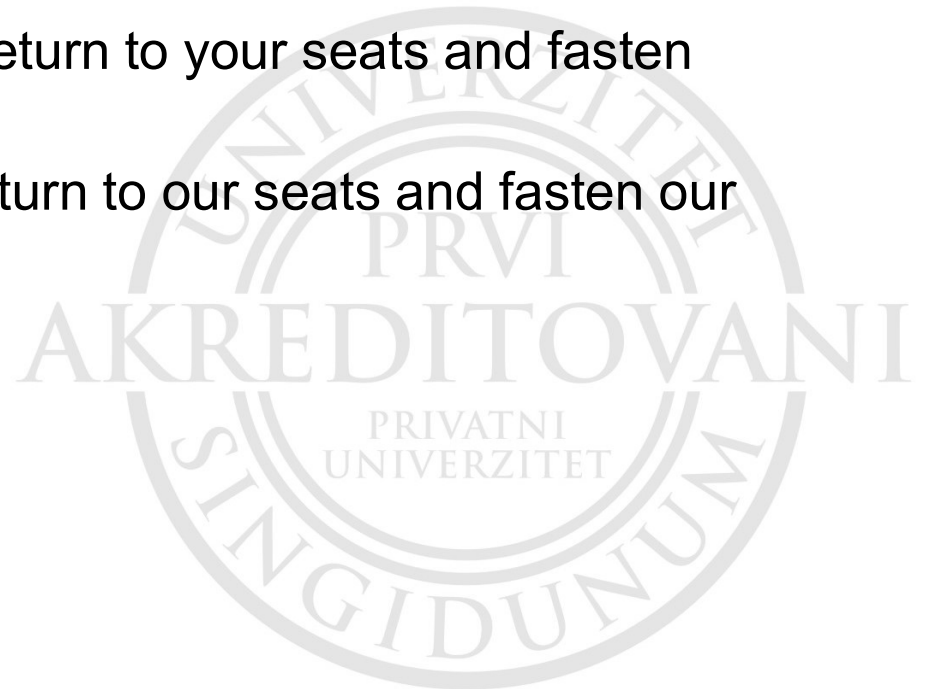 eturn to your seats and fasten
UNIVERZITET
turn to our seats and fasten our
PRVI
AKREDITOVANI
PRIVATNI
UNIVERZITET
SINGIDUNUM